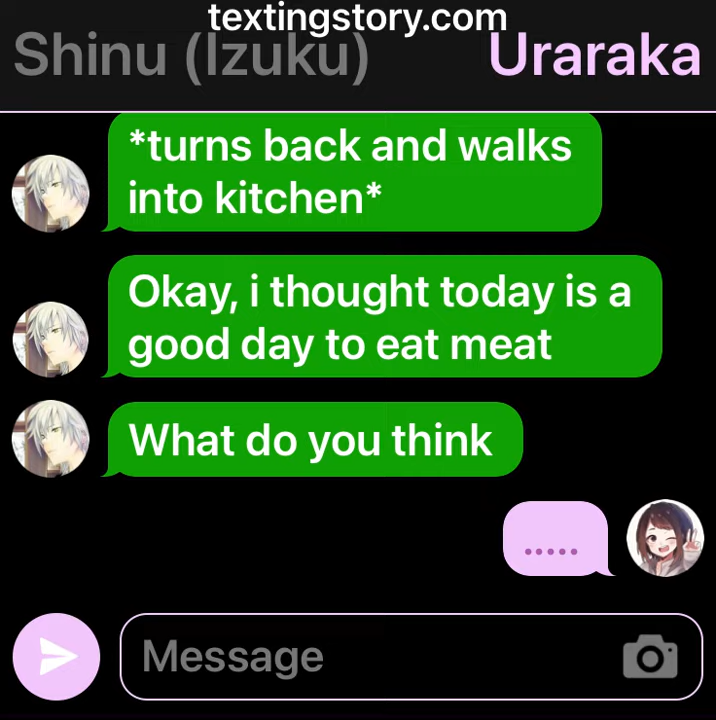 textingstory.com
Shinu (Izuku) Uraraka
*turns back and walks
into kitchen*
Okay, i thought today is a
good day to eat meat
What do you think
.....
Message